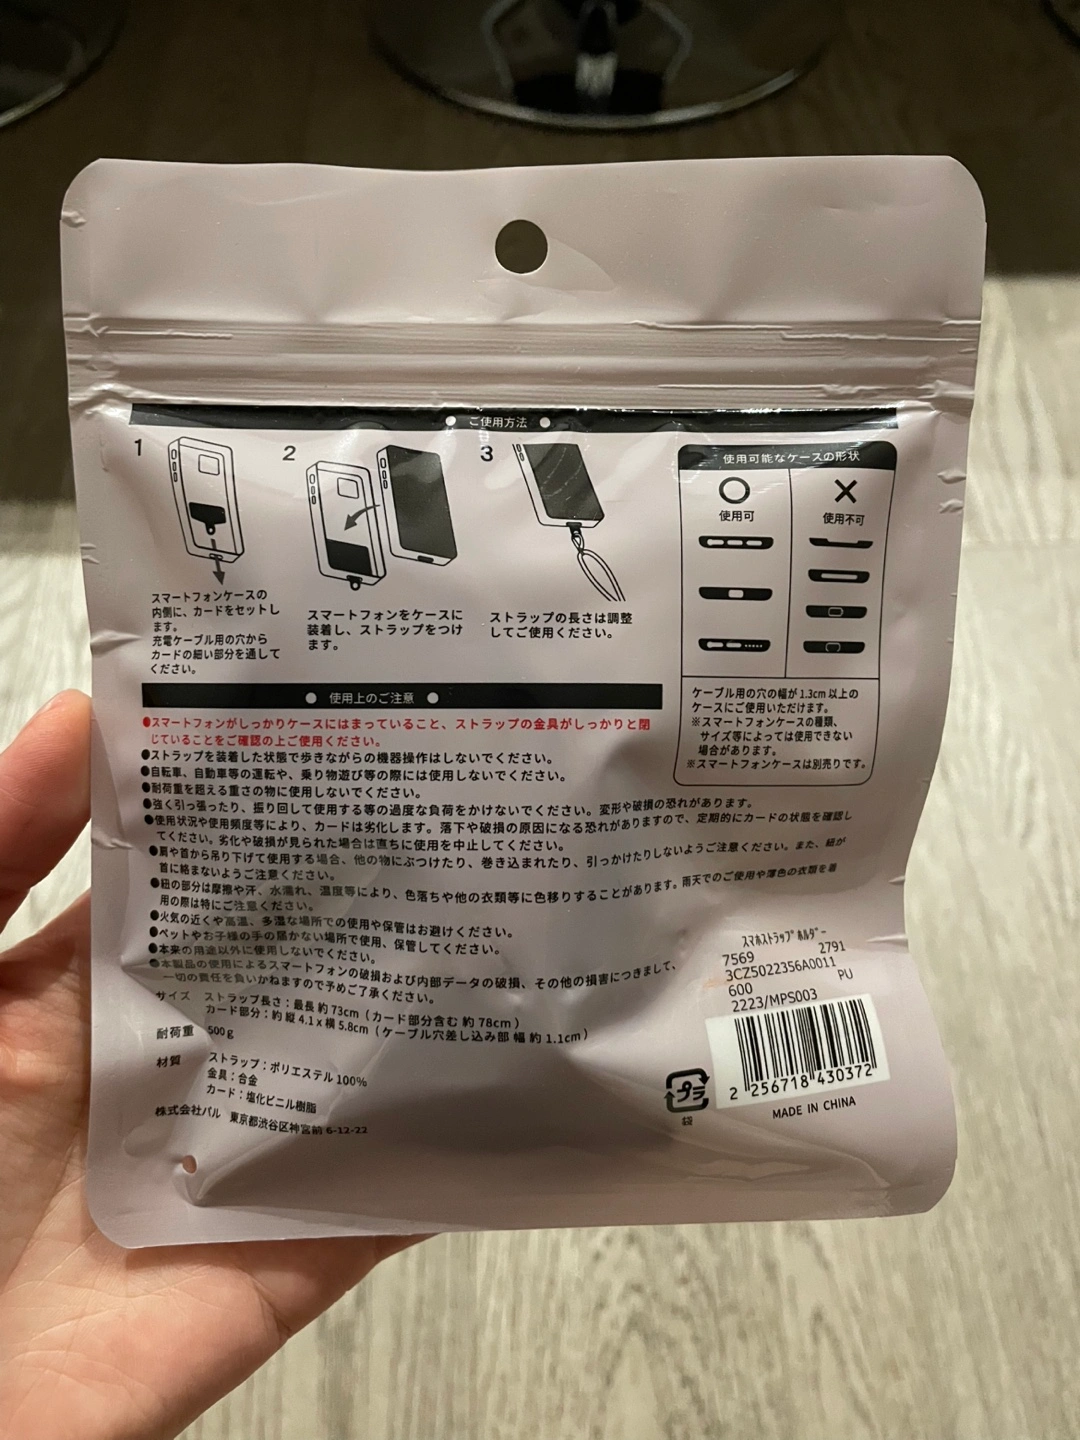 ご使用方法
1
スマートフォンケースの
内側に、カードをセットし
ます。
充電ケーブル用の穴から
カードの細い部分を通して
ください。
2
スマートフォンをケースに
装着し、ストラップをつけ
ます。
3
ストラップの長さは調整
してご使用ください。
使用可能なケースの形状
使用可
使用不可
ケーブル用の穴の幅が1.3cm以上の
ケースにご使用いただけます。
※スマートフォンケースの種類、
サイズ等によっては使用できない
場合があります。
※スマートフォンケースは別売りです。
使用上のご注意
●スマートフォンがしっかりケースにはまっていること、ストラップの金具がしっかりと閉
じていることをご確認の上ご使用ください。
●ストラップを装着した状態で歩きながらの機器操作はしないでください。
●自転車、自動車等の運転や、乗り物遊び等の際には使用しないでください。
●耐荷重を超える重さの物に使用しないでください。
●強く引っ張ったり、振り回して使用する等の過度な負荷をかけないでください。変形や破損の恐れがあります。
●使用状況や使用頻度等により、カードは劣化します。落下や破損の原因になる恐れがありますので、定期的にカードの状態を確認し
てください。劣化や破損が見られた場合は直ちに使用を中止してください。
●肩や首から吊り下げて使用する場合、他の物にぶつけたり、巻き込まれたり、引っかけたりしないようご注意ください。また、紐が
首に絡まないようご注意ください。
●紐の部分は摩擦や汗、水濡れ、温度等により、色落ちや他の衣類等に色移りすることがあります。雨天でのご使用や薄色の衣類を着
用の際は特にご注意ください。
●火気の近くや高温、多湿な場所での使用や保管はお避けください。
●ペットやお子様の手の届かない場所で使用、保管してください。
●本来の用途以外に使用しないでください。
●本製品の使用によるスマートフォンの破損および内部データの破損、その他の損害につきまして、
一切の責任を負いかねますので予めご了承ください。
サイズ ストラップ長さ：最長 約73cm（カード部分含む 約78cm）
カード部分：約 縦4.1x横5.8cm（ケーブル穴差し込み部 幅 約1.1cm）
耐荷重 500g
材質 ストラップ：ポリエステル100%
金具：合金
カード：塩化ビニル樹脂
株式会社パル 東京都渋谷区神宮前6-12-22
スマホストラップホルダー
7569 2791
3CZ50223S6A0011
600 PU
2223/MPS003
2 256718 430372
MADE IN CHINA
プラ
袋